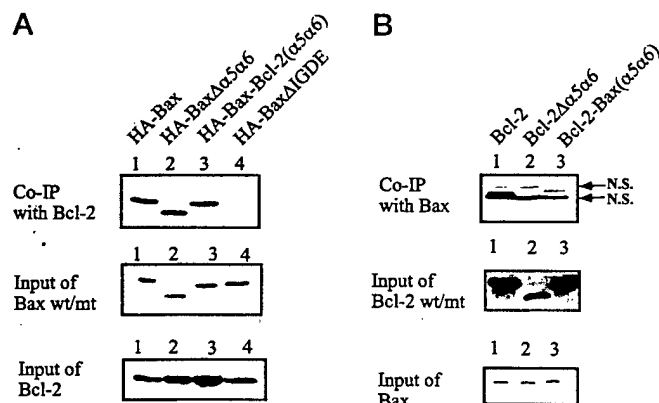 A
HA-Bax
HA-BaxΔα5α6
HA-Bax-Bcl-2(α5α6)
HA-BaxΔIGDE
1 2 3 4
Co-IP
with Bcl-2
1 2 3 4
Input of
Bax wt/mt
1 2 3 4
Input of
Bcl-2
B
Bcl-2
Bcl-2Δα5α6
Bcl-2-Bax(α5α6)
1 2 3
Co-IP
with Bax
N.S.
N.S.
1 2 3
Input of
Bcl-2 wt/mt
1 2 3
Input of
Bax